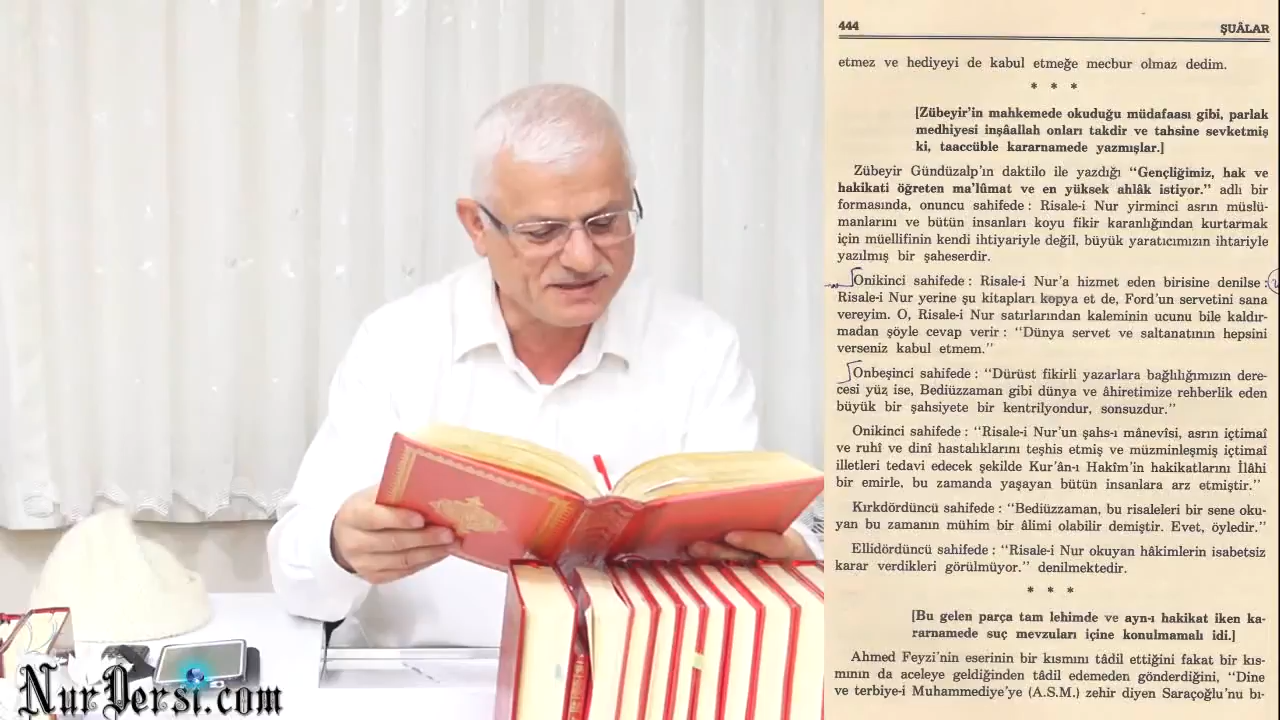 444
ŞUÂLAR
etmez ve hediyeyi de kabul etmeğe mecbur olmaz dedim.
* * *
[Zübeyir'in mahkemede okuduğu müdafaası gibi, parlak
medhiyesi inşâallah onları takdir ve tahsine sevketmiş
ki, taaccüble kararnamede yazmışlar.]
Zübeyir Gündüzalp'ın daktilo ile yazdığı "Gençliğimiz, hak ve
hakikati öğreten ma'lûmat ve en yüksek ahlâk istiyor." adlı bir
formasında, onuncu sahifede: Risale-i Nur yirminci asrın müslü-
manlarını ve bütün insanları koyu fikir karanlığından kurtarmak
için müellifinin kendi ihtiyariyle değil, büyük yaratıcımızın ihtariyle
yazılmış bir şaheserdir.
Onikinci sahifede: Risale-i Nur'a hizmet eden birisine denilse:
Risale-i Nur yerine şu kitapları kopya et de, Ford'un servetini sana
vereyim. O, Risale-i Nur satırlarından kaleminin ucunu bile kaldır-
madan şöyle cevap verir: "Dünya servet ve saltanatının hepsini
verseniz kabul etmem."
Onbeşinci sahifede: "Dürüst fikirli yazarlara bağlılığımızın dere-
cesi yüz ise, Bediüzzaman gibi dünya ve âhiretimize rehberlik eden
büyük bir şahsiyete bir kentrilyondur, sonsuzdur."
Onikinci sahifede: "Risale-i Nur'un şahs-ı mânevîsi, asrın içtimaî
ve ruhî ve dinî hastalıklarını teşhis etmiş ve müzminleşmiş içtimaî
illetleri tedavi edecek şekilde Kur'ân-ı Hakîm'in hakikatlarını İlâhi
bir emirle, bu zamanda yaşayan bütün insanlara arz etmiştir."
Kırkdördüncü sahifede: "Bediüzzaman, bu risaleleri bir sene oku-
yan bu zamanın mühim bir âlimi olabilir demiştir. Evet, öyledir."
Ellidördüncü sahifede: "Risale-i Nur okuyan hâkimlerin isabetsiz
karar verdikleri görülmüyor." denilmektedir.
* * *
[Bu gelen parça tam lehimde ve ayn-ı hakikat iken ka-
rarnamede suç mevzuları içine konulmamalı idi.]
Ahmed Feyzi'nin eserinin bir kısmını tâdil ettiğini fakat bir kıs-
mının da aceleye geldiğinden tâdil edemeden gönderdiğini, "Dine
ve terbiye-i Muhammediye'ye (A.S.M.) zehir diyen Saraçoğlu'nu bı-
NurDersi.com